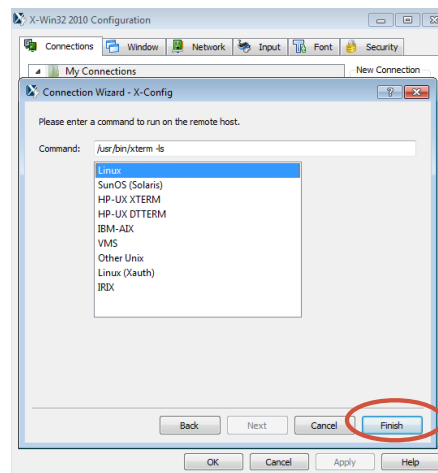 X-Win32 2010 Configuration
Connections Window Network Input Font Security
My Connections New Connection
Connection Wizard - X-Config
Please enter a command to run on the remote host.
Command: /usr/bin/xterm -ls
Linux
SunOS (Solaris)
HP-UX XTERM
HP-UX DTTERM
IBM-AIX
VMS
Other Unix
Linux (Xauth)
IRIX
Back Next Cancel Finish
OK Cancel Apply Help